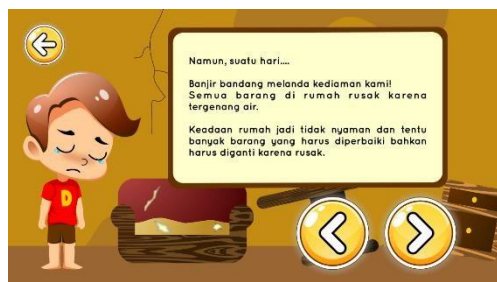 Namun, suatu hari....
Banjir bandang melanda kediaman kami!
Semua barang di rumah rusak karena
tergenang air.
Keadaan rumah jadi tidak nyaman dan tentu
banyak barang yang harus diperbaiki bahkan
harus diganti karena rusak.
D